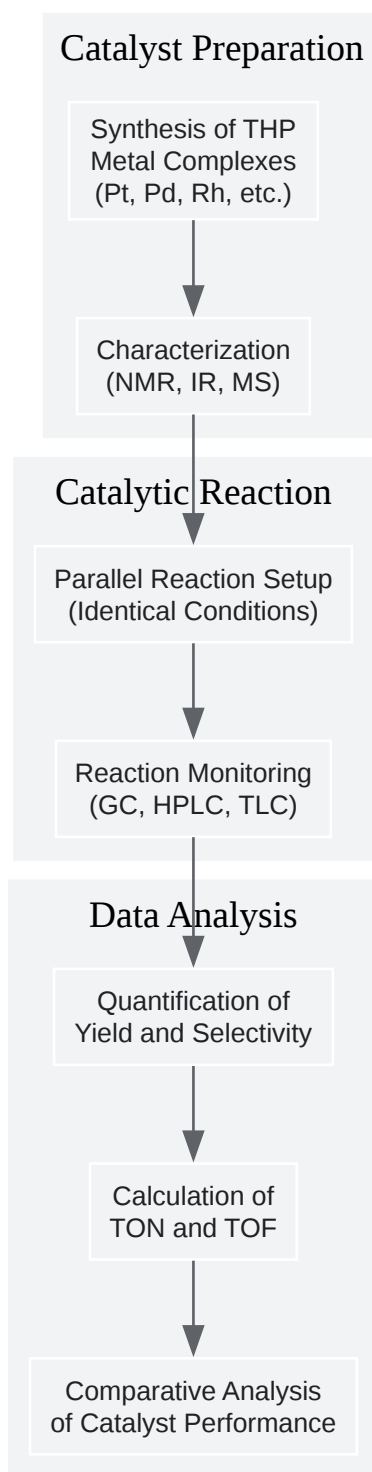 Catalyst Preparation
Synthesis of THP
Metal Complexes
(Pt, Pd, Rh, etc.)
Characterization
(NMR, IR, MS)
Catalytic Reaction
Parallel Reaction Setup
(Identical Conditions)
Reaction Monitoring
(GC, HPLC, TLC)
Data Analysis
Quantification of
Yield and Selectivity
Calculation of
TON and TOF
Comparative Analysis
of Catalyst Performance